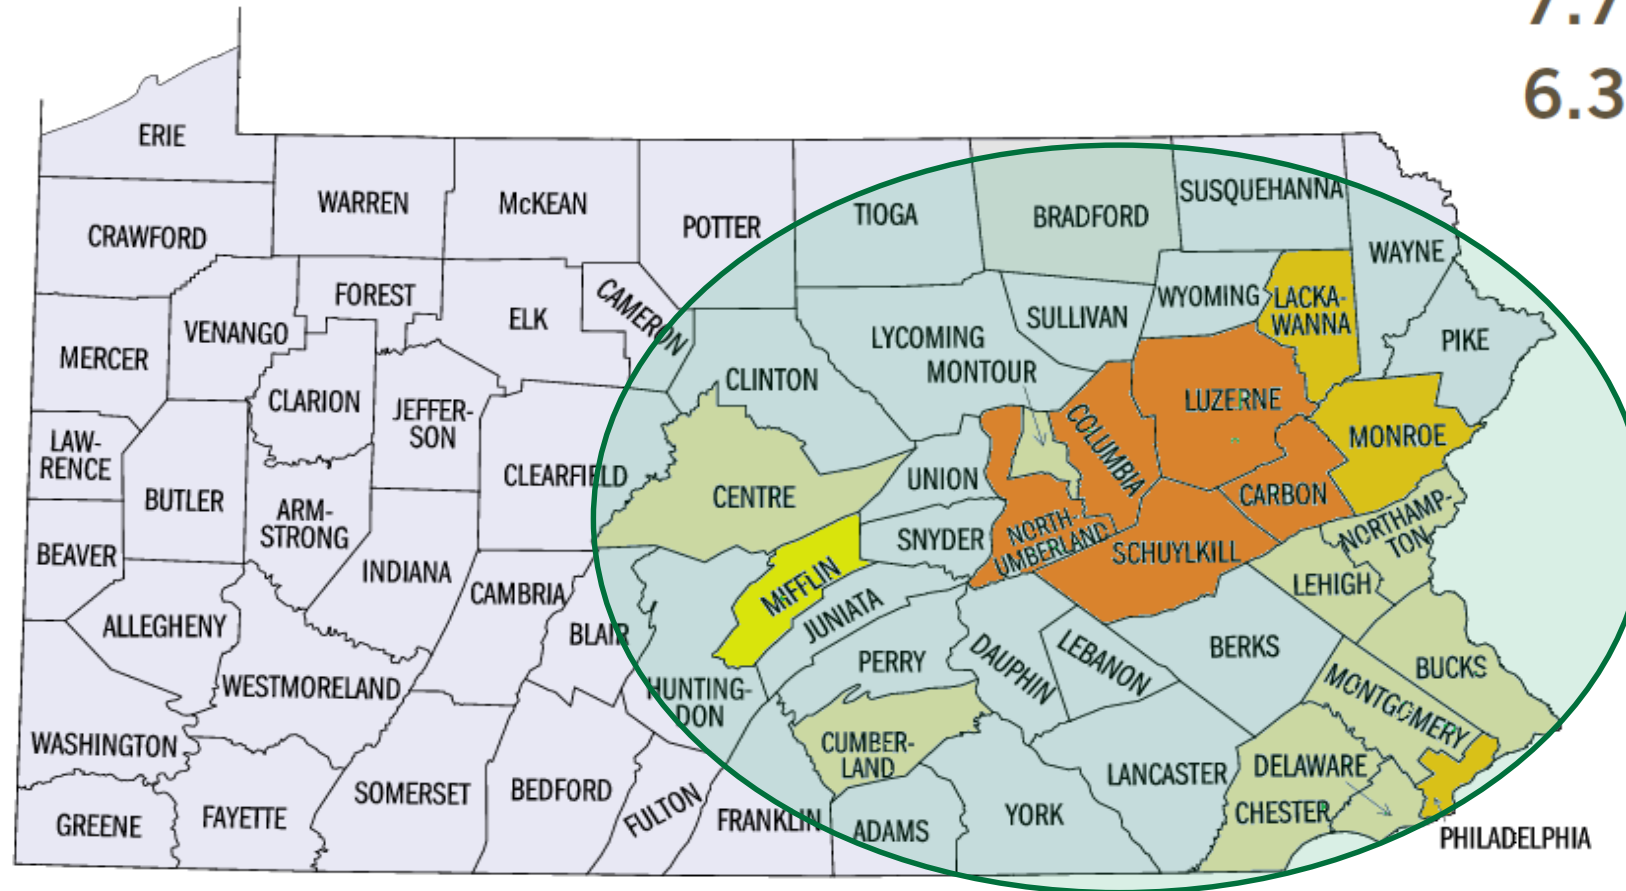 7.7
6.3
ERIE
CRAWFORD
WARREN
McKEAN
POTTER
TIOGA
BRADFORD
SUSQUEHANNA
WAYNE
MERCER
VENANGO
FOREST
ELK
CAMERON
LYCOMING
SULLIVAN
WYOMING
LACKA-
WANNA
PIKE
CLARION
JEFFER-
SON
CLINTON
MONTOUR
COLUMBIA
LUZERNE
MONROE
LAW-
RENCE
BUTLER
ARM-
STRONG
CLEARFIELD
CENTRE
UNION
CARBON
BEAVER
INDIANA
CAMBRIA
MIFFLIN
SNYDER
NORTH-
UMBERLAND
SCHUYLKILL
NORTHAMP-
TON
LEHIGH
ALLEGHENY
BLAIR
JUNIATA
PERRY
DAUPHIN
LEBANON
BERKS
BUCKS
WESTMORELAND
HUNTING-
DON
MONTGOMERY
WASHINGTON
CUMBER-
LAND
LANCASTER
DELAWARE
CHESTER
GREENE
FAYETTE
SOMERSET
BEDFORD
FULTON
FRANKLIN
ADAMS
YORK
PHILADELPHIA